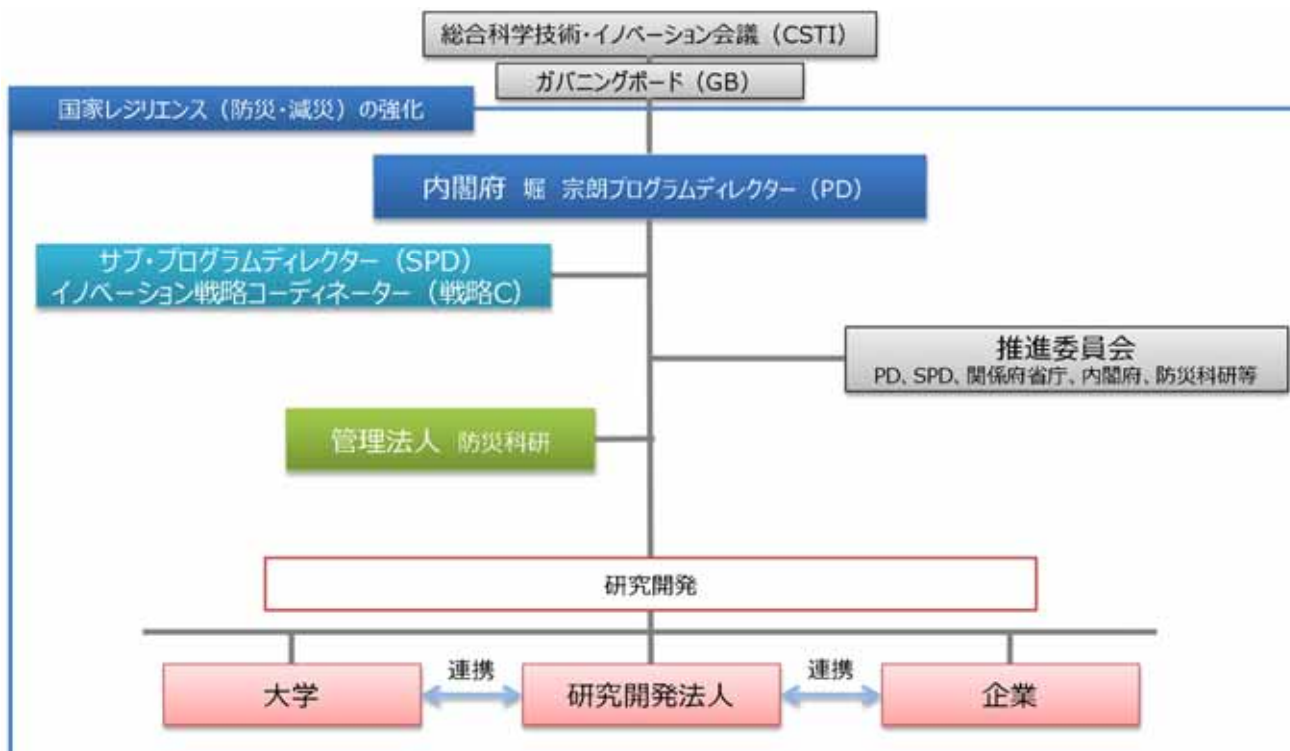 総合科学技術・イノベーション会議（CSTI）
ガバニングボード（GB）
国家レジリエンス（防災・減災）の強化
内閣府 堀 宗朗プログラムディレクター（PD）
サブ・プログラムディレクター（SPD）
イノベーション戦略コーディネーター（戦略C）
推進委員会
PD、SPD、関係府省庁、内閣府、防災科研等
管理法人 防災科研
研究開発
大学
連携
研究開発法人
連携
企業